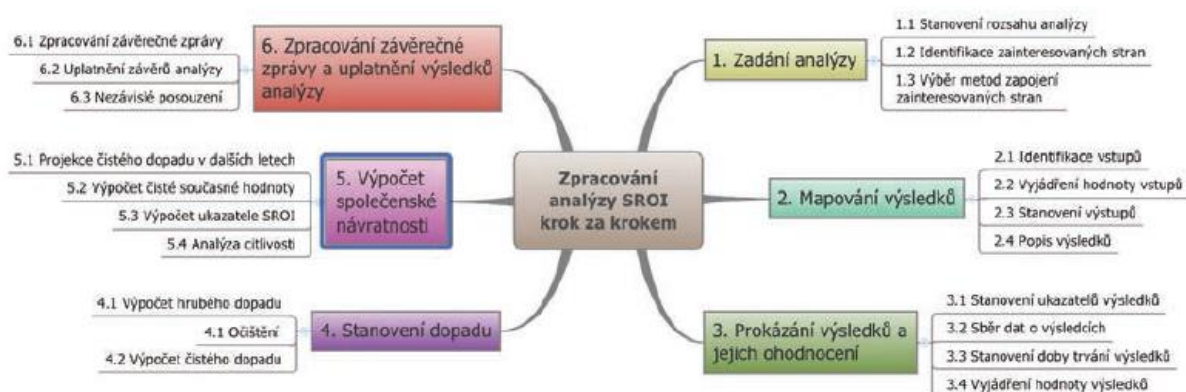 Zpracování
analýzy SROI
krok za krokem
1. Zadání analýzy
1.1 Stanovení rozsahu analýzy
1.2 Identifikace zainteresovaných stran
1.3 Výběr metod zapojení
zainteresovaných stran
2. Mapování výsledků
2.1 Identifikace vstupů
2.2 Vyjádření hodnoty vstupů
2.3 Stanovení výstupů
2.4 Popis výsledků
3. Prokázání výsledků a
jejich ohodnocení
3.1 Stanovení ukazatelů výsledků
3.2 Sběr dat o výsledcích
3.3 Stanovení doby trvání výsledků
3.4 Vyjádření hodnoty výsledků
4. Stanovení dopadu
4.1 Výpočet hrubého dopadu
4.1 Očištění
4.2 Výpočet čistého dopadu
5. Výpočet
společenské
návratnosti
5.1 Projekce čistého dopadu v dalších letech
5.2 Výpočet čisté současné hodnoty
5.3 Výpočet ukazatele SROI
5.4 Analýza citlivosti
6. Zpracování závěrečné
zprávy a uplatnění výsledků
analýzy
6.1 Zpracování závěrečné zprávy
6.2 Uplatnění závěrů analýzy
6.3 Nezávislé posouzení